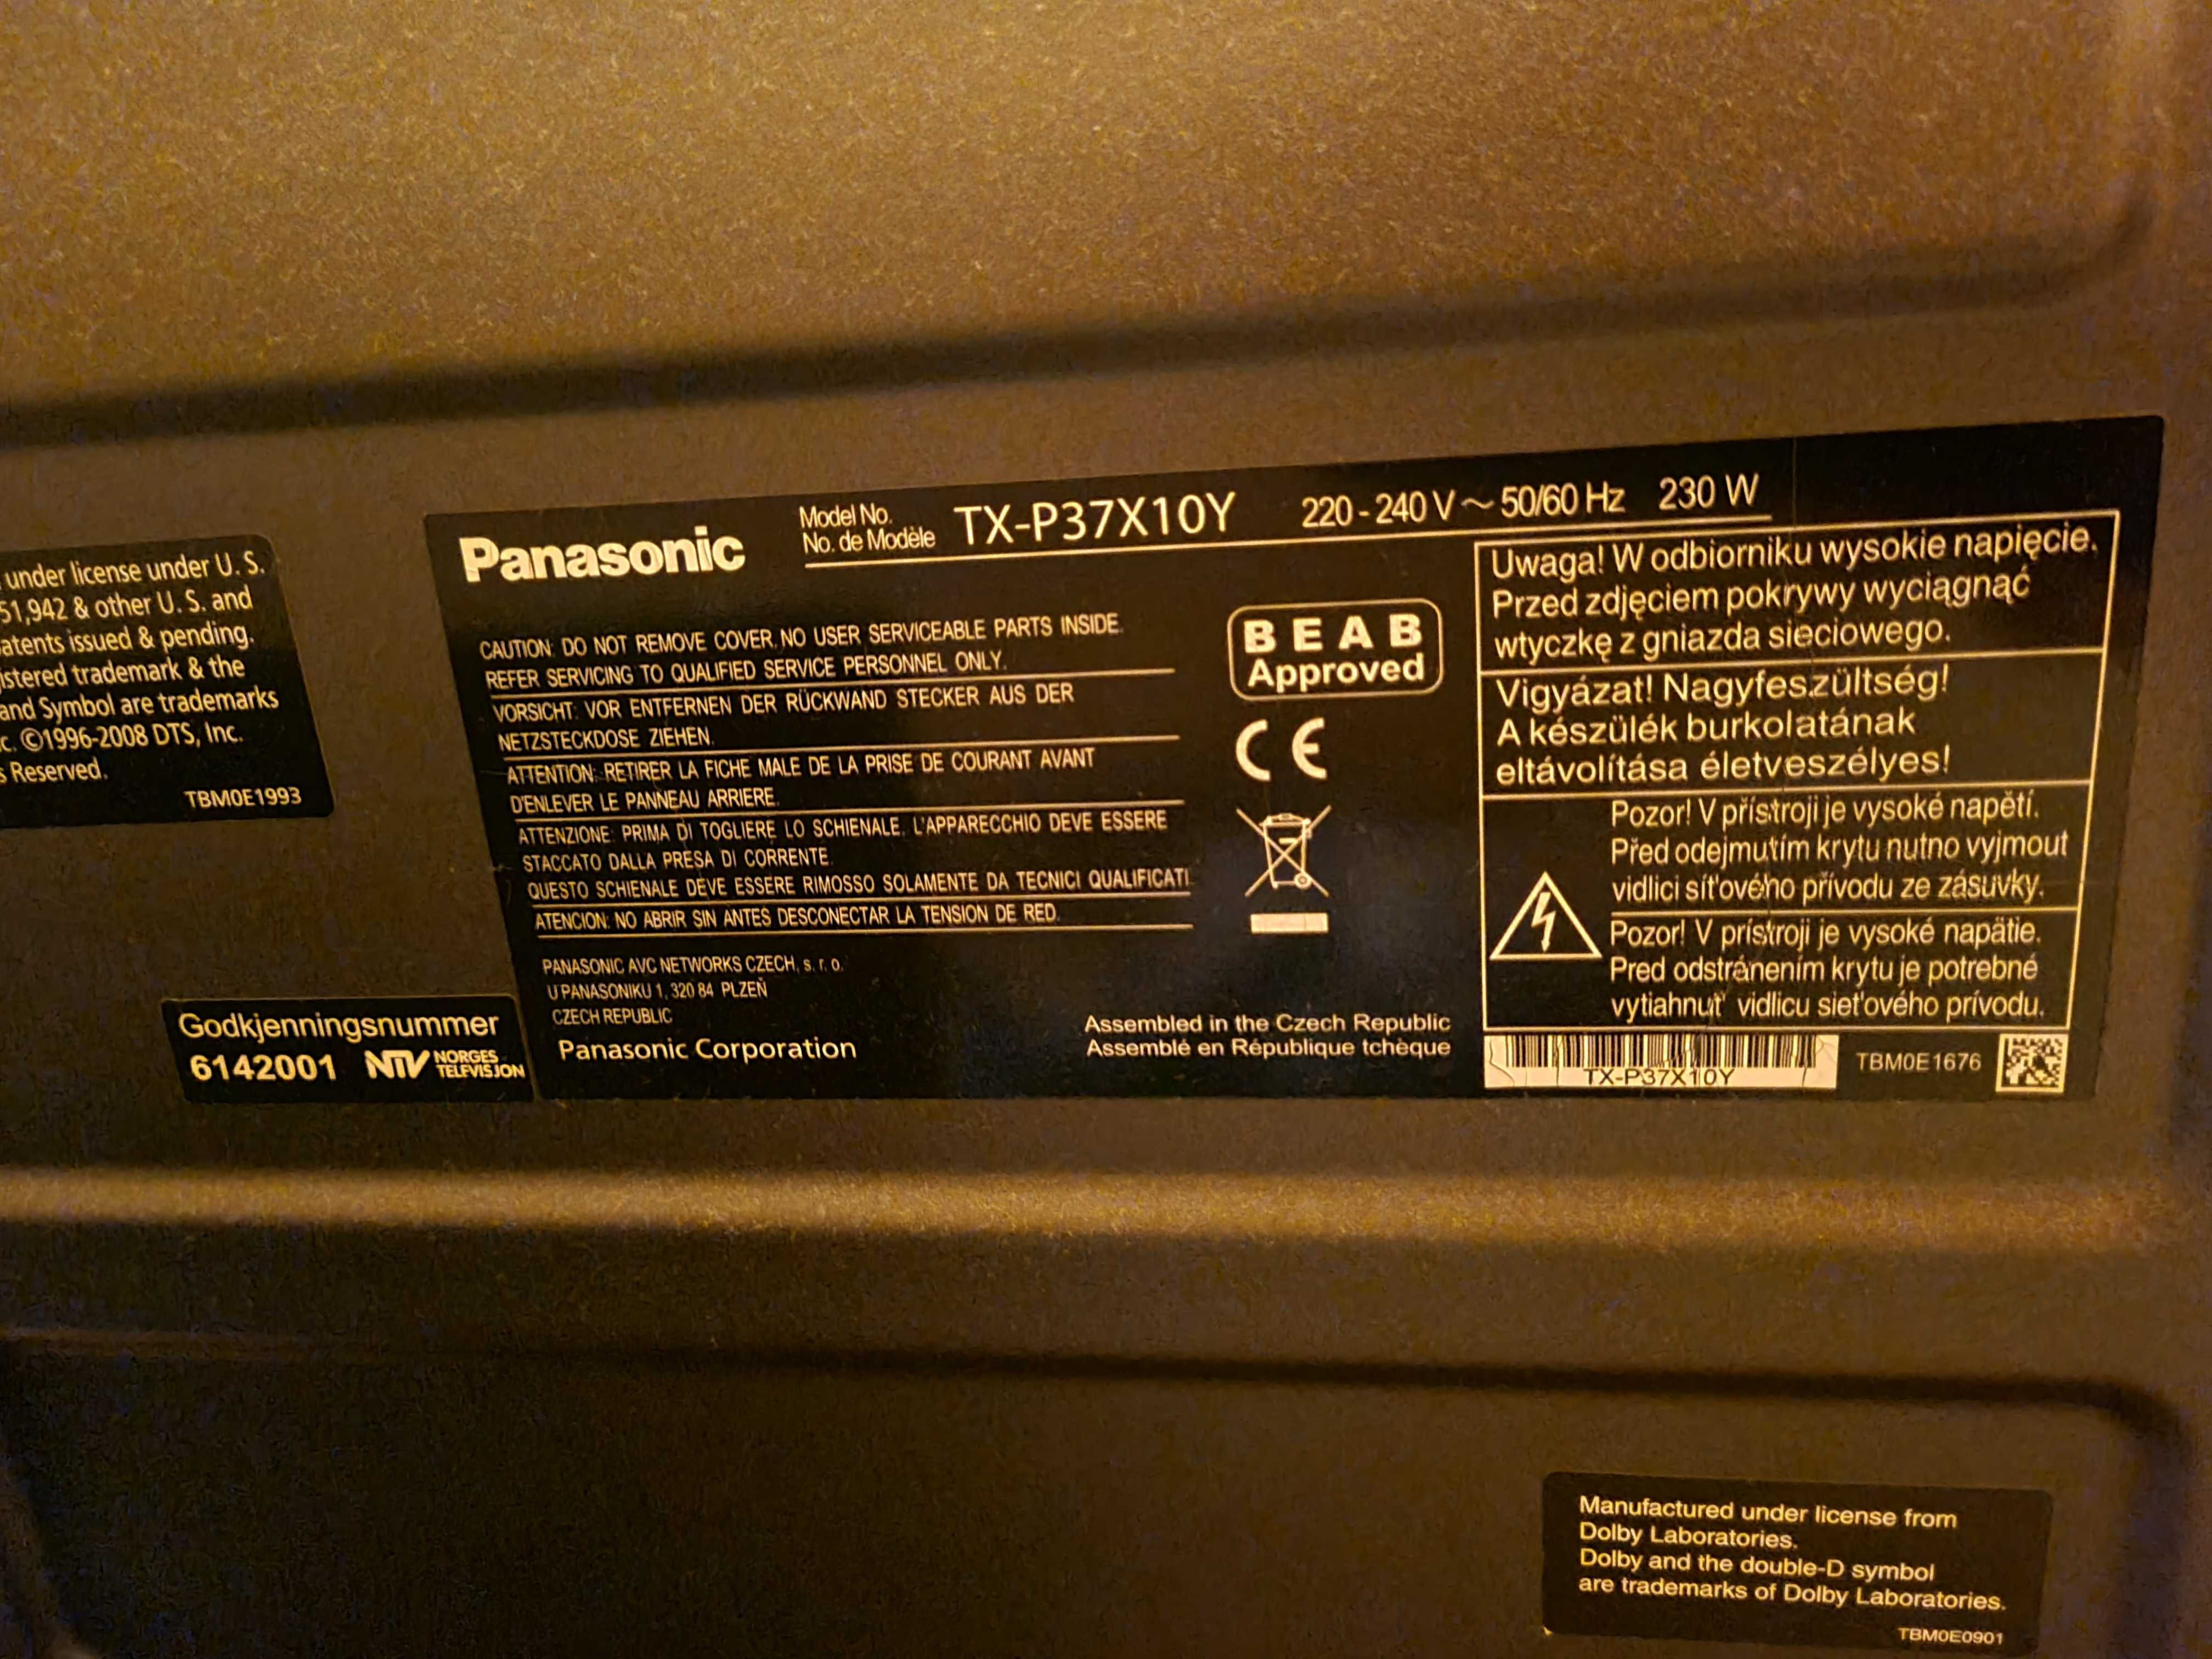 under license under U. S.
51,942 & other U. S. and
atents issued & pending.
istered trademark & the
and Symbol are trademarks
c. ©1996-2008 DTS, Inc.
s Reserved.
TBM0E1993
Godkjenningsnummer
6142001 NTV NORGES
TELEVISJON
Panasonic
Model No.
No. de Modèle
TX-P37X10Y
220 - 240 V ~ 50/60 Hz 230 W
CAUTION: DO NOT REMOVE COVER. NO USER SERVICEABLE PARTS INSIDE.
REFER SERVICING TO QUALIFIED SERVICE PERSONNEL ONLY.
VORSICHT: VOR ENTFERNEN DER RÜCKWAND STECKER AUS DER
NETZSTECKDOSE ZIEHEN.
ATTENTION: RETIRER LA FICHE MALE DE LA PRISE DE COURANT AVANT
D'ENLEVER LE PANNEAU ARRIERE.
ATTENZIONE: PRIMA DI TOGLIERE LO SCHIENALE, L'APPARECCHIO DEVE ESSERE
STACCATO DALLA PRESA DI CORRENTE.
QUESTO SCHIENALE DEVE ESSERE RIMOSSO SOLAMENTE DA TECNICI QUALIFICATI.
ATENCION: NO ABRIR SIN ANTES DESCONECTAR LA TENSION DE RED.
PANASONIC AVC NETWORKS CZECH, s. r. o.
U PANASONIKU 1, 320 84 PLZEŇ
CZECH REPUBLIC
Panasonic Corporation
BEAB
Approved
CE
Assembled in the Czech Republic
Assemblé en République tchèque
Uwaga! W odbiorniku wysokie napięcie.
Przed zdjęciem pokrywy wyciągnąć
wtyczkę z gniazda sieciowego.
Vigyázat! Nagyfeszültség!
A készülék burkolatának
eltávolítása életveszélyes!
Pozor! V přístroji je vysoké napětí.
Před odejmutím krytu nutno vyjmout
vidlici síťového přívodu ze zásuvky.
Pozor! V prístroji je vysoké napätie.
Pred odstránením krytu je potrebné
vytiahnuť vidlicu sieťového prívodu.
TX-P37X10Y
TBM0E1676
Manufactured under license from
Dolby Laboratories.
Dolby and the double-D symbol
are trademarks of Dolby Laboratories.
TBM0E0901